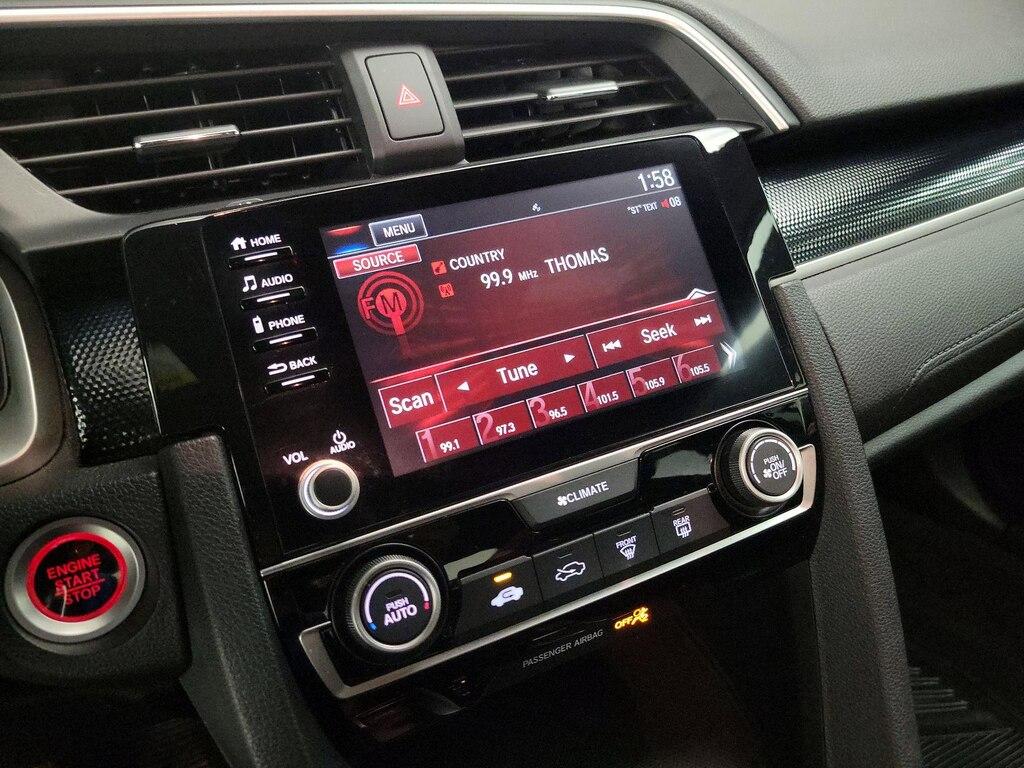 1:58
HOME
MENU
"ST" TEXT 08
SOURCE
COUNTRY
AUDIO
99.9 MHz THOMAS
FM
PHONE
Seek
BACK
Tune
Scan
1 99.1
2 97.3
3 96.5
4 101.5
5 105.9
6 105.5
VOL
AUDIO
CLIMATE
PUSH
ON/
OFF
REAR
FRONT
ENGINE
START
STOP
PUSH
AUTO
PASSENGER AIRBAG
OFF